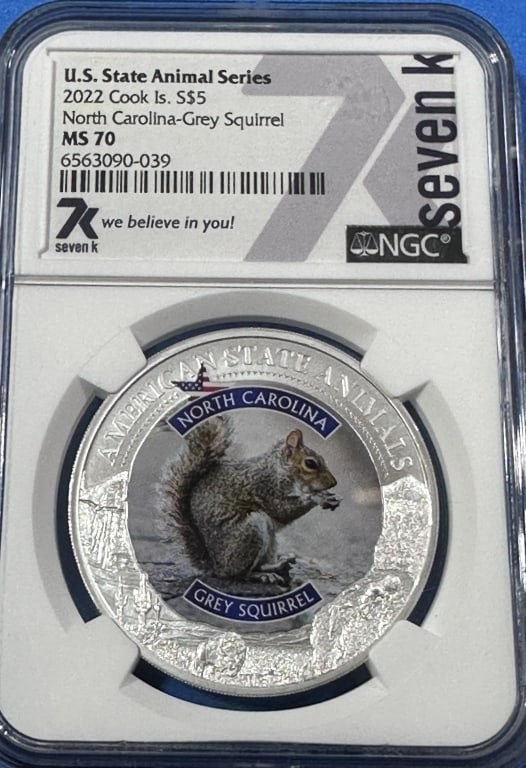 U.S. State Animal Series
2022 Cook Is. S$5
North Carolina-Grey Squirrel
MS 70
6563090-039
7k we believe in you!
seven k
seven k
7k
NGC®
AMERICAN STATE ANIMALS
NORTH CAROLINA
GREY SQUIRREL